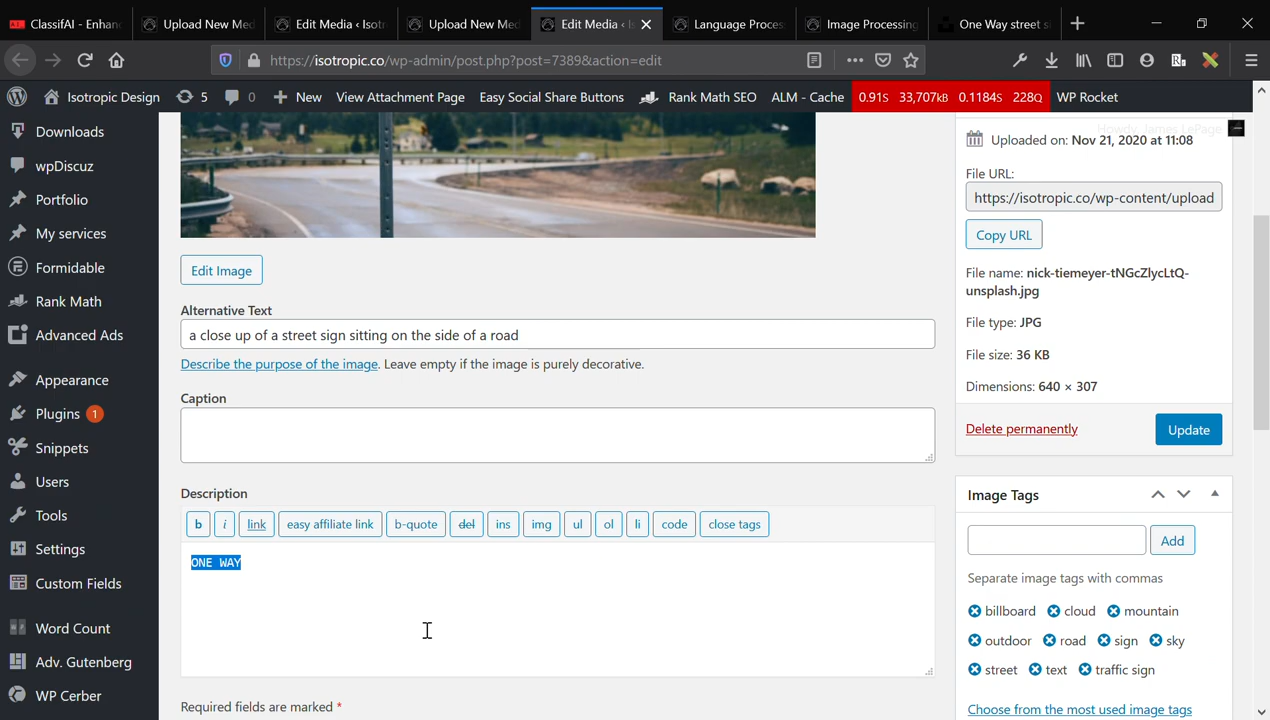 ClassifAI - Enhanc
Upload New Med
Edit Media ‹ Isotr
Upload New Med
Edit Media ‹ Is
Language Proces
Image Processing
One Way street si
https://isotropic.co/wp-admin/post.php?post=7389&action=edit
Isotropic Design
5
0
New
View Attachment Page
Easy Social Share Buttons
Rank Math SEO
ALM - Cache
0.91S 33,707KB 0.1184S 228Q
WP Rocket
Howdy, James LePage
Downloads
wpDiscuz
Portfolio
My services
Formidable
Rank Math
Advanced Ads
Appearance
Plugins 1
Snippets
Users
Tools
Settings
Custom Fields
Word Count
Adv. Gutenberg
WP Cerber
Edit Image
Alternative Text
a close up of a street sign sitting on the side of a road
Describe the purpose of the image. Leave empty if the image is purely decorative.
Caption
Description
b i link easy affiliate link b-quote del ins img ul ol li code close tags
ONE WAY
Required fields are marked *
Uploaded on: Nov 21, 2020 at 11:08
File URL:
https://isotropic.co/wp-content/upload
Copy URL
File name: nick-tiemeyer-tNGcZlycLtQ-
unsplash.jpg
File type: JPG
File size: 36 KB
Dimensions: 640 × 307
Delete permanently
Update
Image Tags
Add
Separate image tags with commas
billboard cloud mountain
outdoor road sign sky
street text traffic sign
Choose from the most used image tags